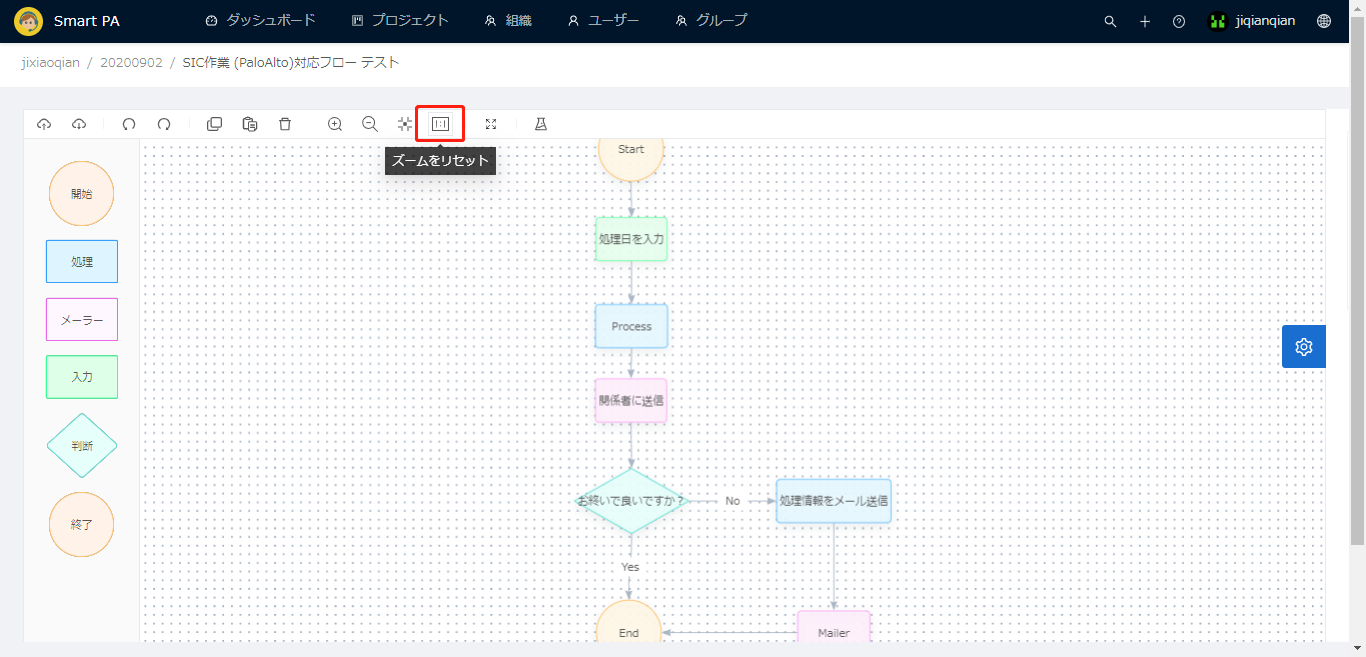 Smart PA
ダッシュボード
プロジェクト
組織
ユーザー
グループ
jiqianqian
jixiaoqian / 20200902 / SIC作業 (PaloAlto)対応フロー テスト
ズームをリセット
開始
処理
メーラー
入力
判断
終了
Start
処理日を入力
Process
関係者に送信
お終いで良いですか？
No
処理情報をメール送信
Yes
End
Mailer